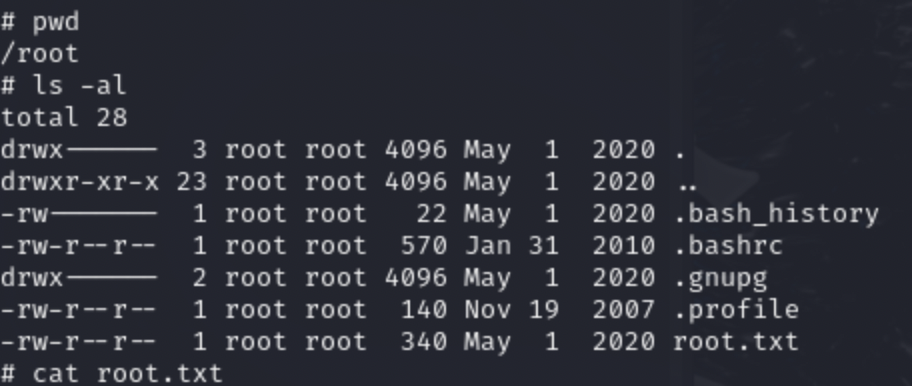 # pwd
/root
# ls -al
total 28
drwx------  3 root root 4096 May  1  2020 .
drwxr-xr-x 23 root root 4096 May  1  2020 ..
-rw-------  1 root root   22 May  1  2020 .bash_history
-rw-r--r--  1 root root  570 Jan 31  2010 .bashrc
drwx------  2 root root 4096 May  1  2020 .gnupg
-rw-r--r--  1 root root  140 Nov 19  2007 .profile
-rw-r--r--  1 root root  340 May  1  2020 root.txt
# cat root.txt